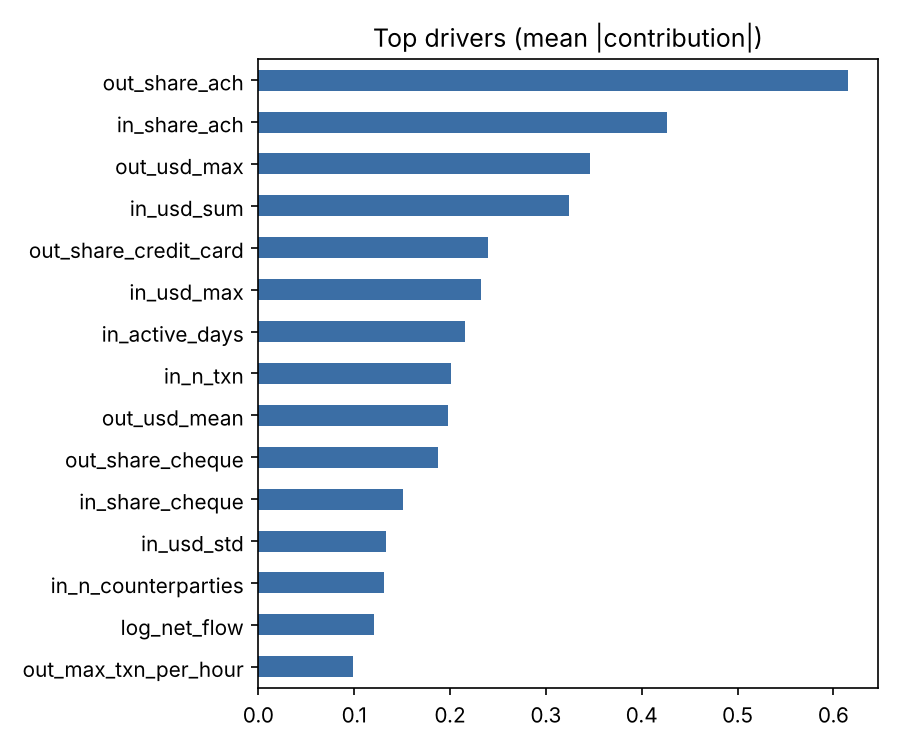 Top drivers (mean |contribution|)
out_share_ach
in_share_ach
out_usd_max
in_usd_sum
out_share_credit_card
in_usd_max
in_active_days
in_n_txn
out_usd_mean
out_share_cheque
in_share_cheque
in_usd_std
in_n_counterparties
log_net_flow
out_max_txn_per_hour
0.0 0.1 0.2 0.3 0.4 0.5 0.6